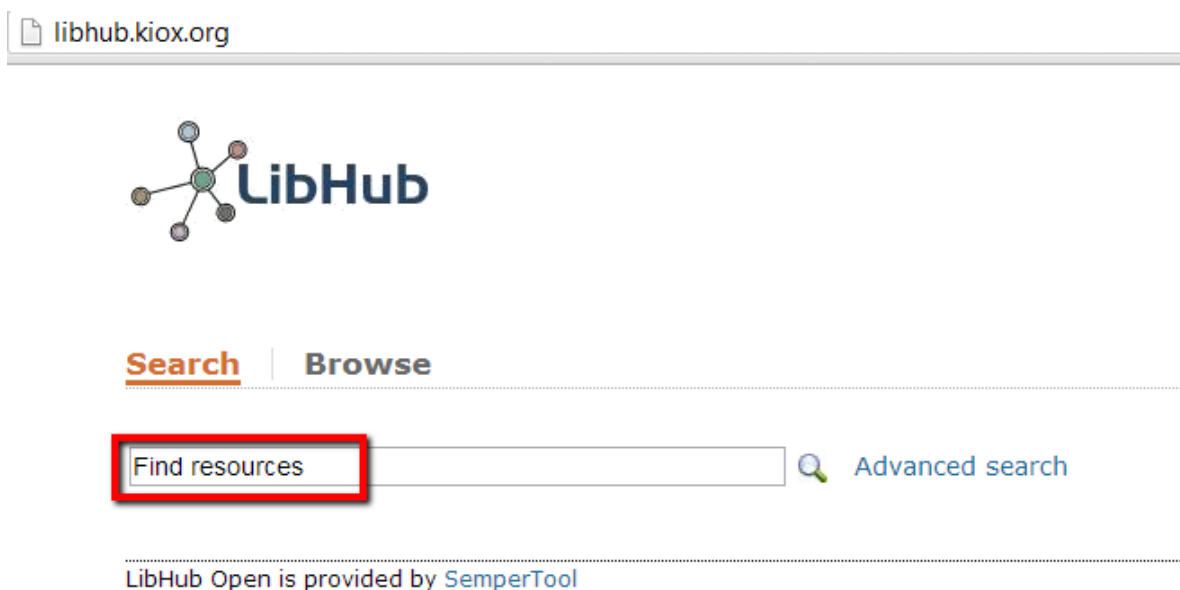 libhub.kiox.org
LibHub
Search Browse
Find resources Advanced search
LibHub Open is provided by SemperTool